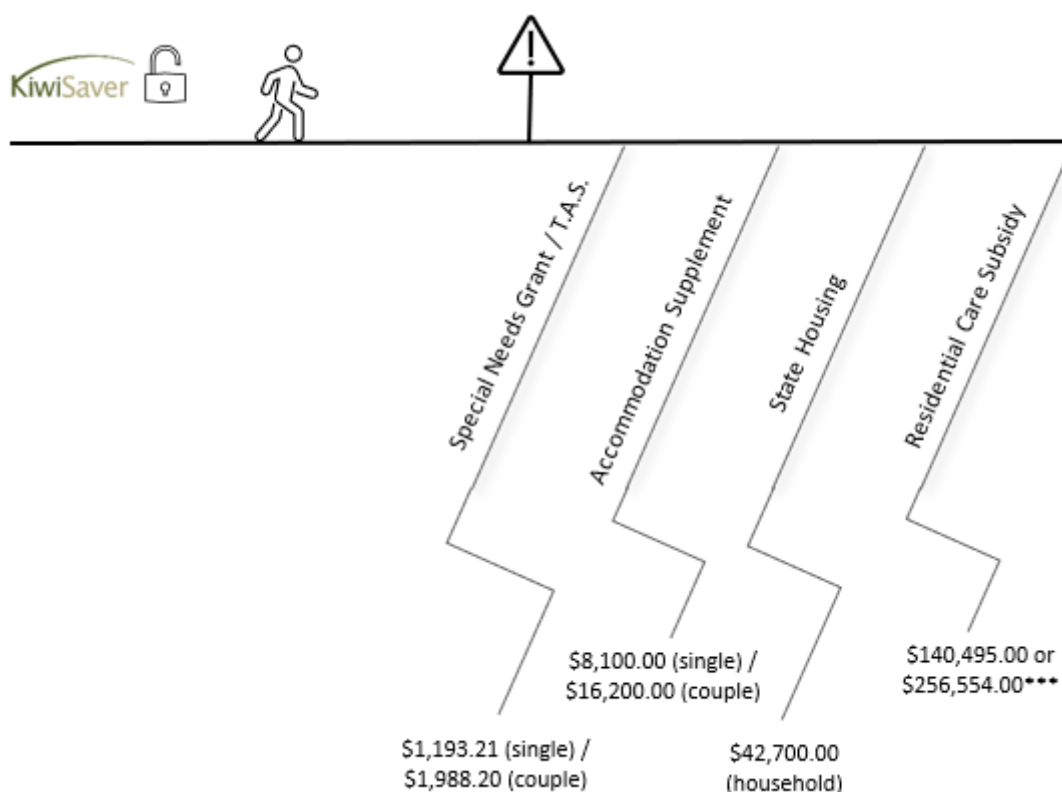 KiwiSaver
!
Special Needs Grant / T.A.S.
Accommodation Supplement
State Housing
Residential Care Subsidy
$1,193.21 (single) /
$1,988.20 (couple)
$8,100.00 (single) /
$16,200.00 (couple)
$42,700.00
(household)
$140,495.00 or
$256,554.00***